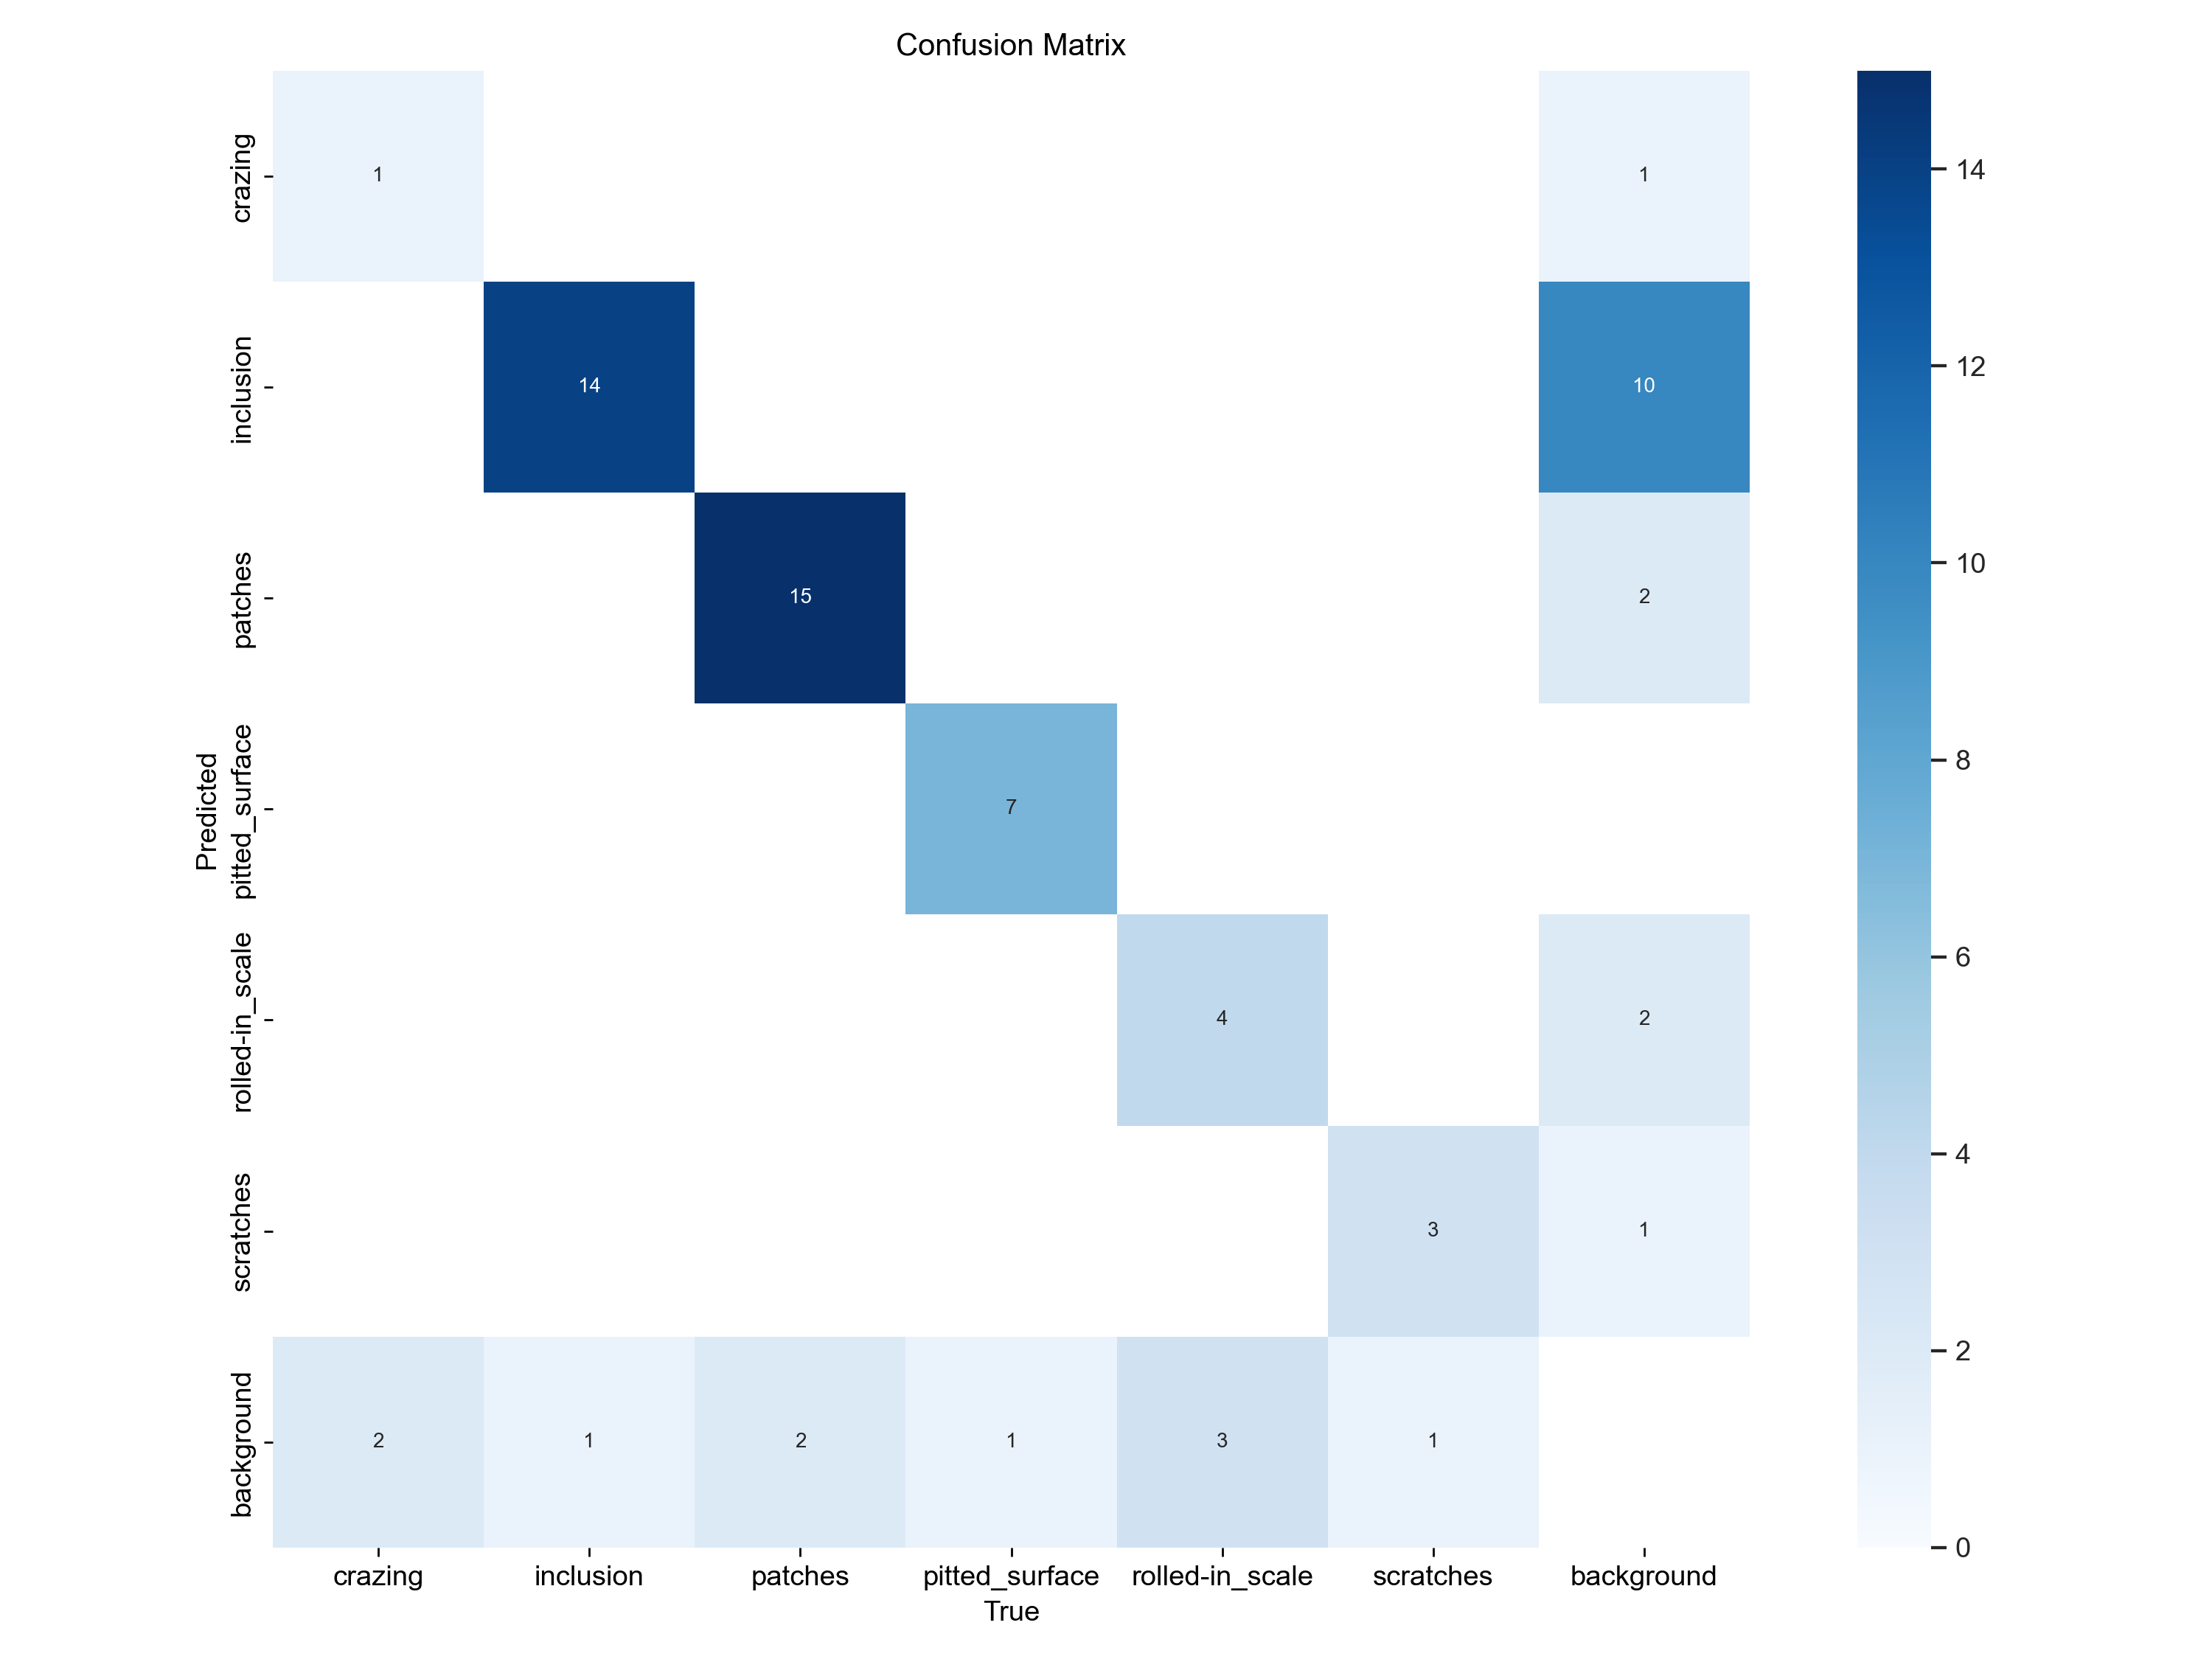 Confusion Matrix
crazing
1
1
14
inclusion
14
10
12
10
patches
15
2
8
Predicted
pitted_surface
7
6
rolled-in_scale
4
2
4
scratches
3
1
2
background
2
1
2
1
3
1
0
crazing
inclusion
patches
pitted_surface
rolled-in_scale
scratches
background
True